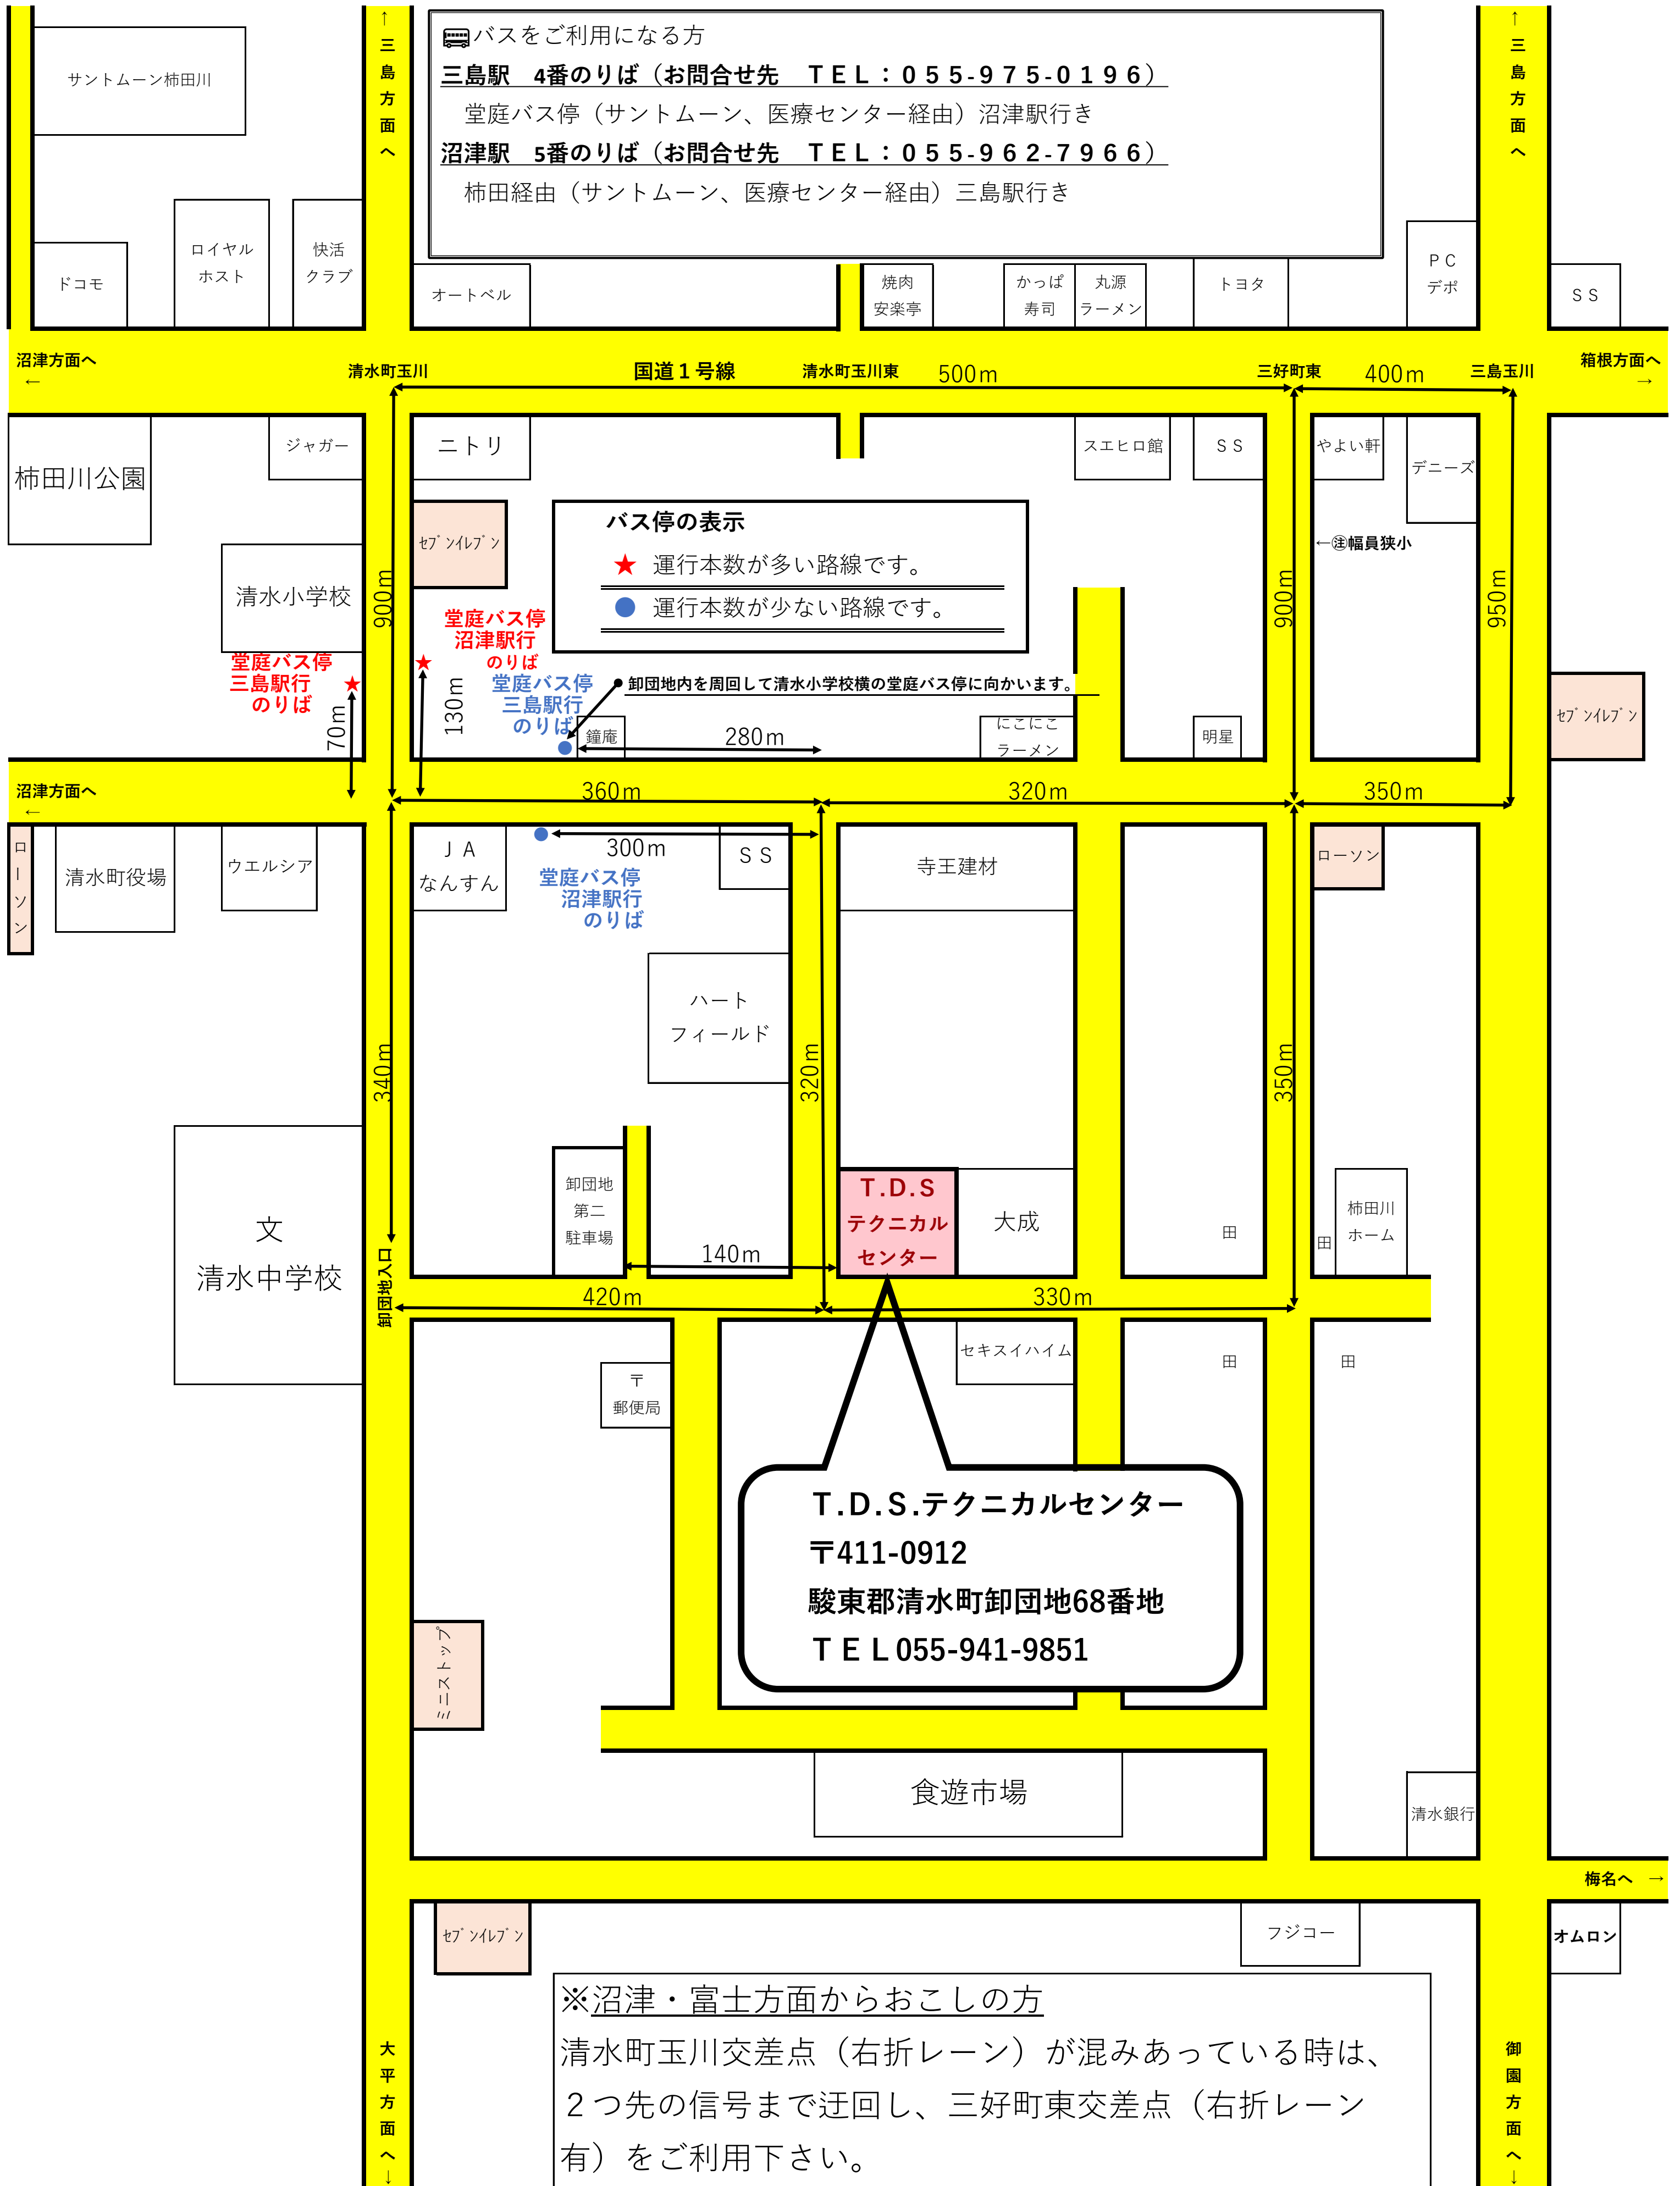 ↑三島方面へ
バスをご利用になる方
三島駅　4番のりば（お問合せ先　ＴＥＬ：０５５-９７５-０１９６）
堂庭バス停（サントムーン、医療センター経由）沼津駅行き
沼津駅　5番のりば（お問合せ先　ＴＥＬ：０５５-９６２-７９６６）
柿田経由（サントムーン、医療センター経由）三島駅行き
↑三島方面へ
サントムーン柿田川
ドコモ
ロイヤル
ホスト
快活
クラブ
オートベル
焼肉
安楽亭
かっぱ
寿司
丸源
ラーメン
トヨタ
ＰＣ
デポ
ＳＳ
沼津方面へ
←
清水町玉川
国道１号線
清水町玉川東
500m
三好町東
400m
三島玉川
箱根方面へ
→
柿田川公園
ジャガー
ニトリ
スエヒロ館
ＳＳ
やよい軒
デニーズ
ｾﾌﾞﾝｲﾚﾌﾞﾝ
バス停の表示
★　運行本数が多い路線です。
●　運行本数が少ない路線です。
←㊟幅員狭小
清水小学校
900m
900m
950m
堂庭バス停
沼津駅行
のりば
堂庭バス停
三島駅行
のりば
70m
130m
堂庭バス停
三島駅行
のりば
卸団地内を周回して清水小学校横の堂庭バス停に向かいます。
鐘庵
280m
にこにこ
ラーメン
明星
ｾﾌﾞﾝｲﾚﾌﾞﾝ
沼津方面へ
←
360m
320m
350m
ローソン
清水町役場
ウエルシア
ＪＡ
なんすん
300m
ＳＳ
寺王建材
ローソン
堂庭バス停
沼津駅行
のりば
ハート
フィールド
340m
320m
350m
文
清水中学校
卸団地
第二
駐車場
140m
T.D.S
テクニカル
センター
大成
田
田
柿田川
ホーム
卸団地入口
420m
330m
〒
郵便局
セキスイハイム
田
田
T.D.S.テクニカルセンター
〒411-0912
駿東郡清水町卸団地68番地
ＴＥＬ055-941-9851
ミニストップ
食遊市場
清水銀行
梅名へ　→
ｾﾌﾞﾝｲﾚﾌﾞﾝ
フジコー
オムロン
※沼津・富士方面からおこしの方
清水町玉川交差点（右折レーン）が混みあっている時は、
２つ先の信号まで迂回し、三好町東交差点（右折レーン
有）をご利用下さい。
大平方面へ↓
御園方面へ↓